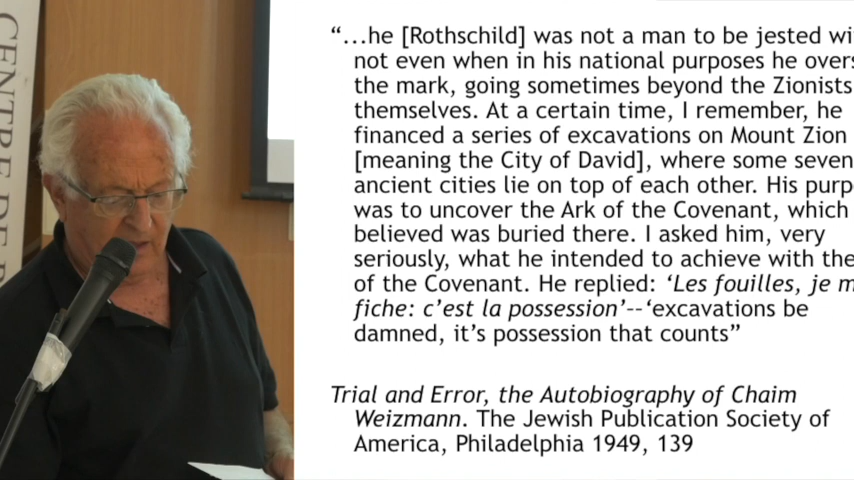 CENTRE DE
"...he [Rothschild] was not a man to be jested
not even when in his national purposes he
the mark, going sometimes beyond the Zionists
themselves. At a certain time, I remember, he
financed a series of excavations on Mount Zion
[meaning the City of David], where some seven
ancient cities lie on top of each other. His
was to uncover the Ark of the Covenant, which
believed was buried there. I asked him, very
seriously, what he intended to achieve with the
of the Covenant. He replied: ‘Les fouilles, je
fiche: c’est la possession’--‘excavations be
damned, it’s possession that counts”
Trial and Error, the Autobiography of Chaim
Weizmann. The Jewish Publication Society of
America, Philadelphia 1949, 139